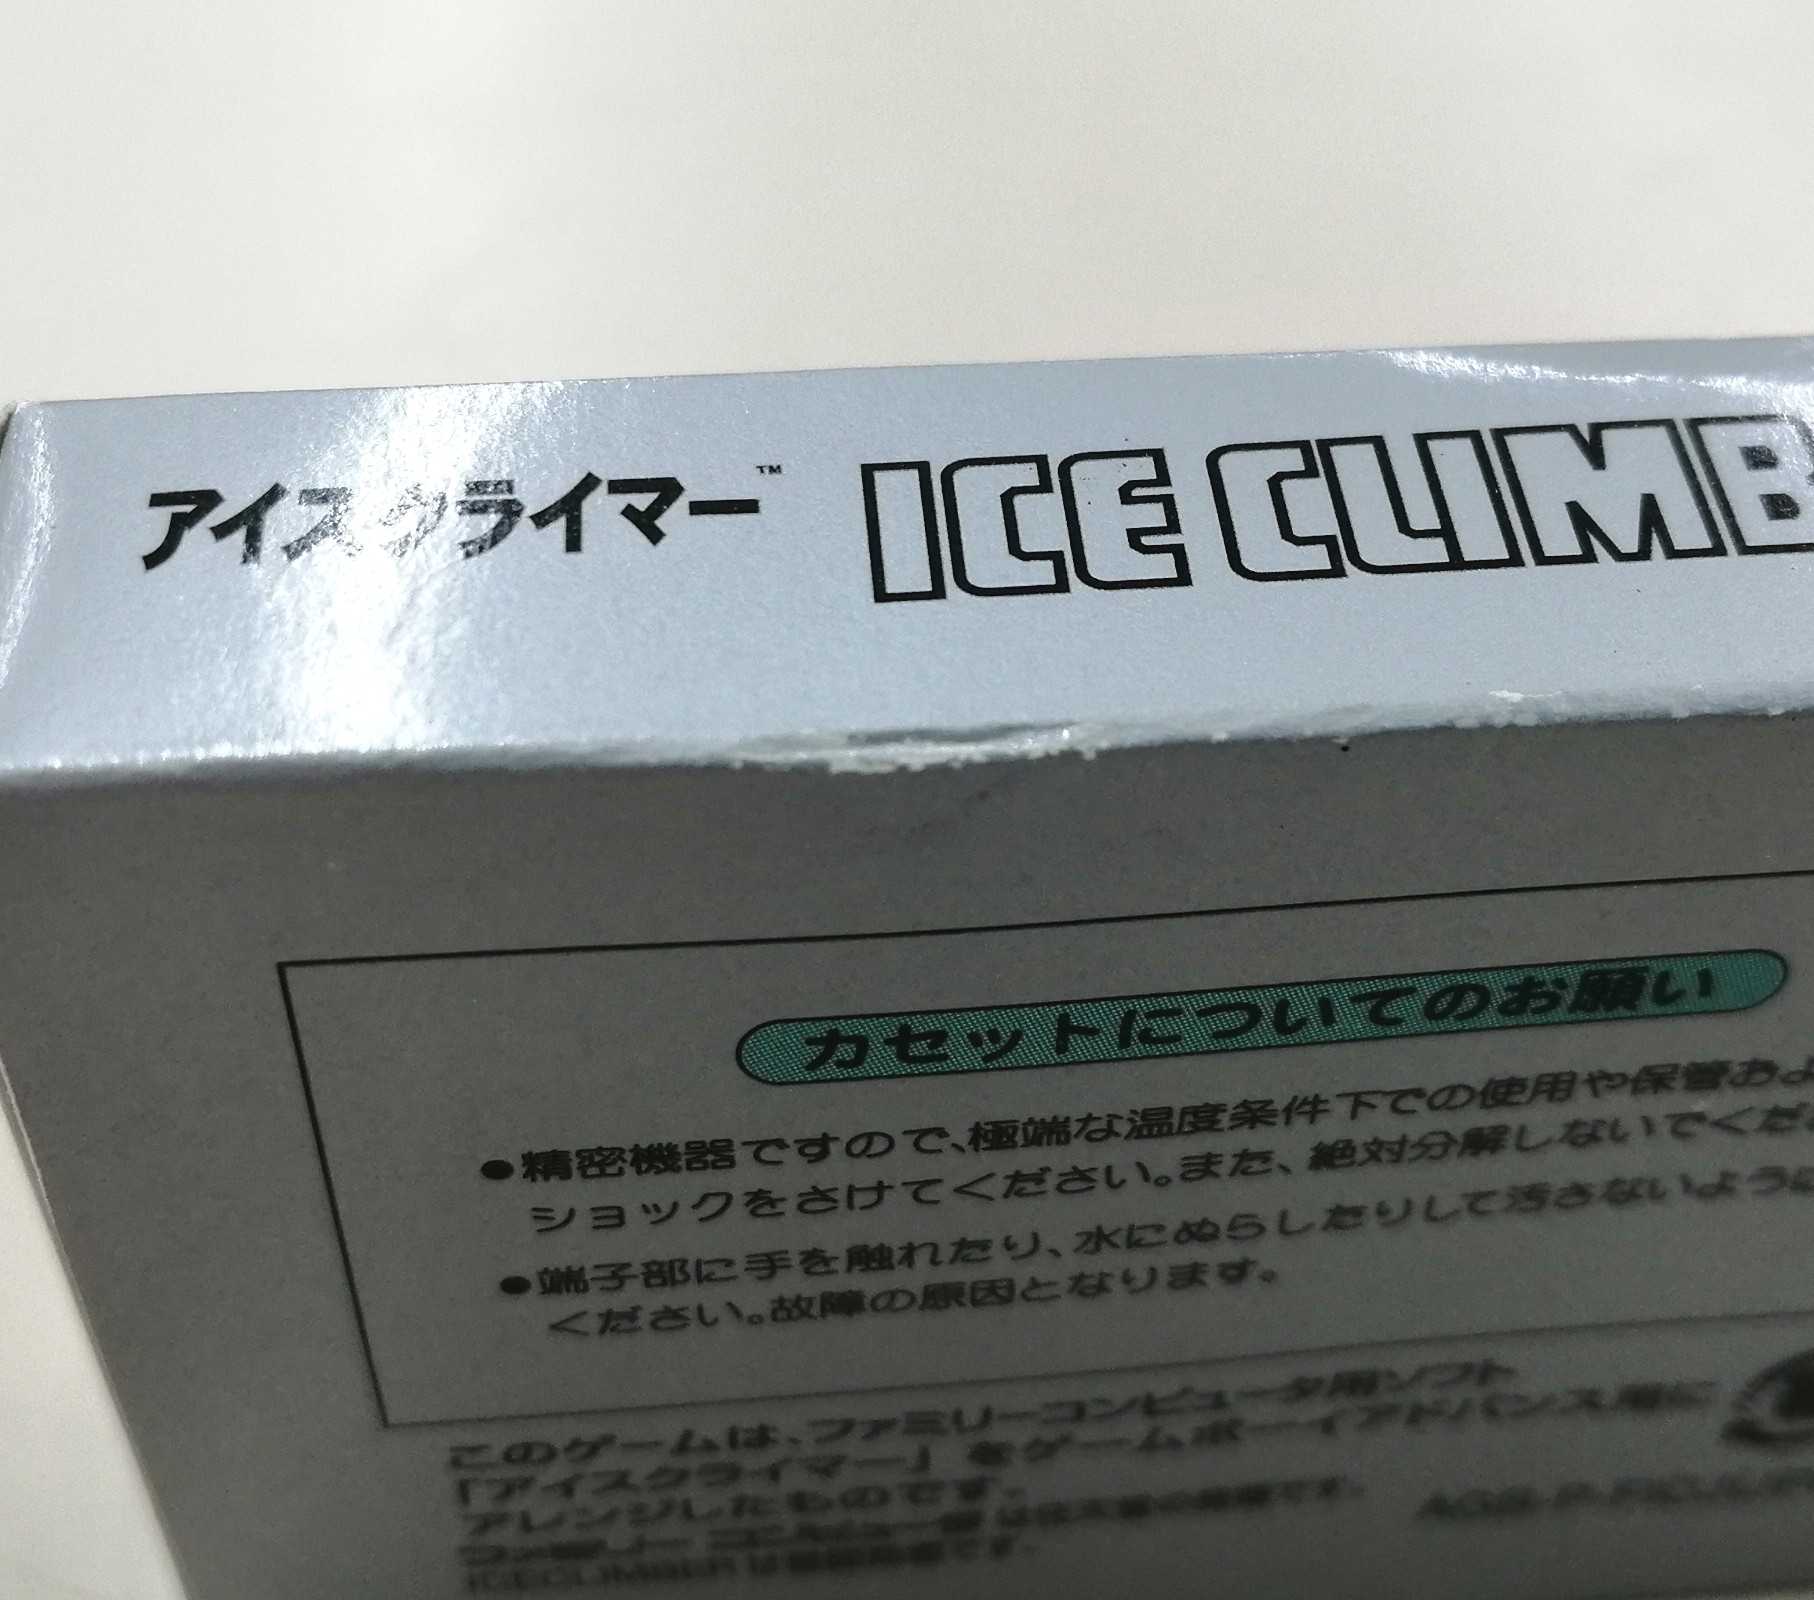 アイスクライマー™ ICE CLIMB
カセットについてのお願い
●精密機器ですので、極端な温度条件下での使用や保管およ
ショックをさけてください。また、絶対分解しないでくださ
●端子部に手を触れたり、水にぬらしたりして汚さないように
ください。故障の原因となります。
このゲームは、ファミリーコンピュータ用ソフト
「アイスクライマー」をゲームボーイアドバンス用に
アレンジしたものです。